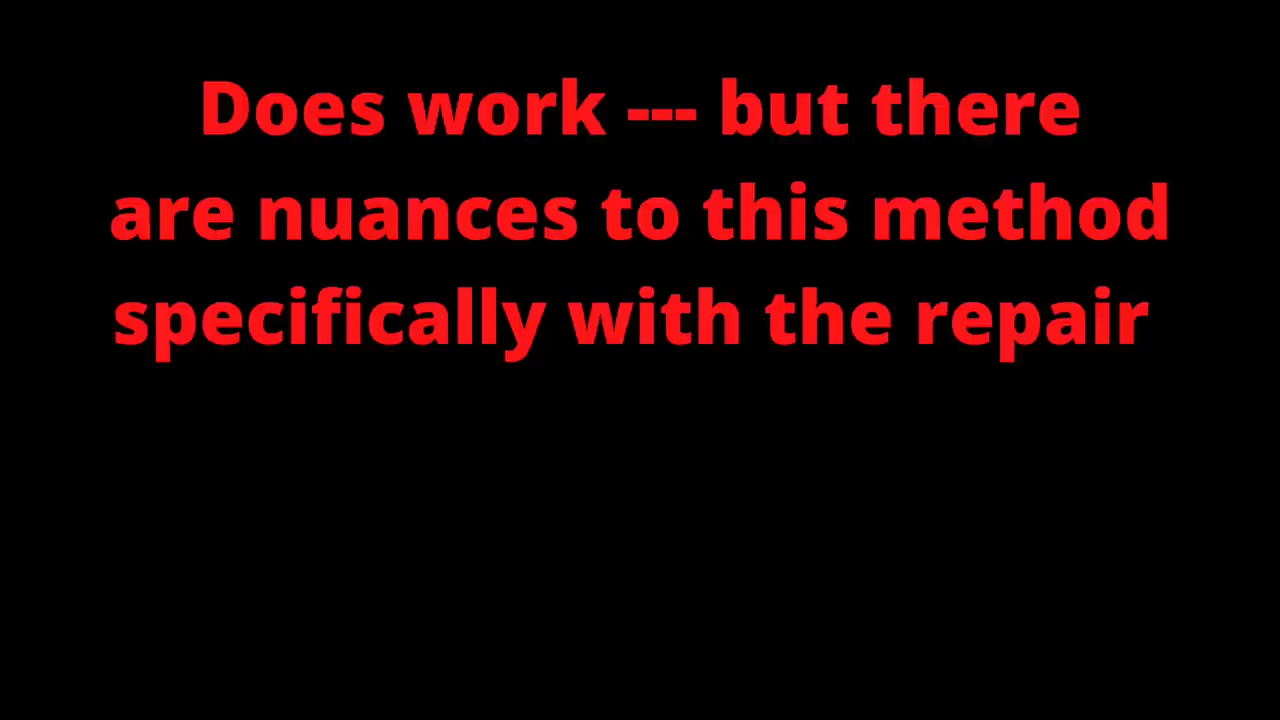 Does work --- but there
are nuances to this method
specifically with the repair